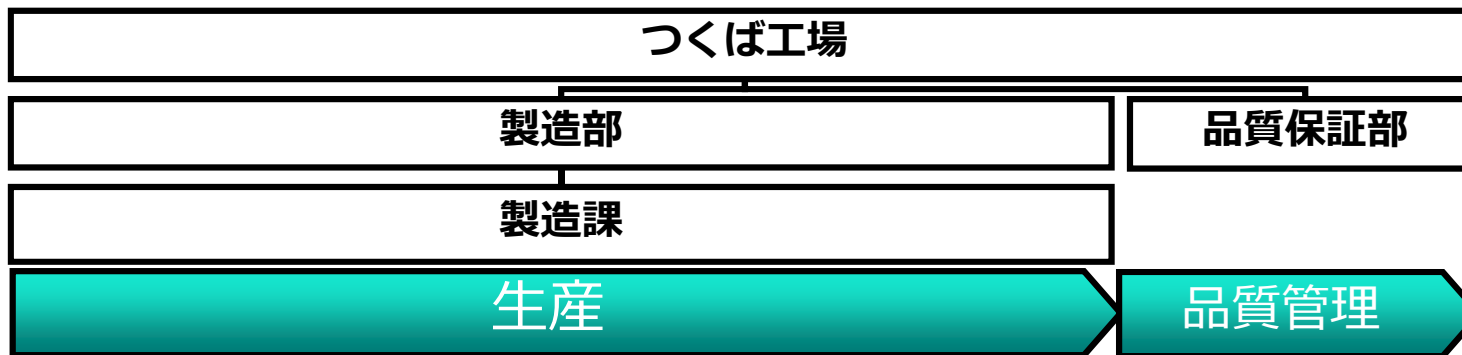 つくば工場
製造部
品質保証部
製造課
生産
品質管理